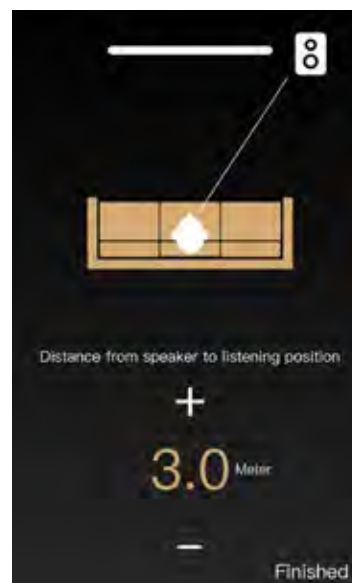 Distance from speaker to listening position
+
3.0 Meter
−
Finished